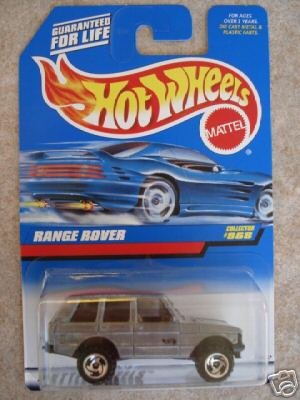 GUARANTEED
FOR LIFE
FOR AGES
OVER 3 YEARS.
DIE CAST METAL &
PLASTIC PARTS.
HOT WHEELS
MATTEL
RANGE ROVER
COLLECTOR
#868